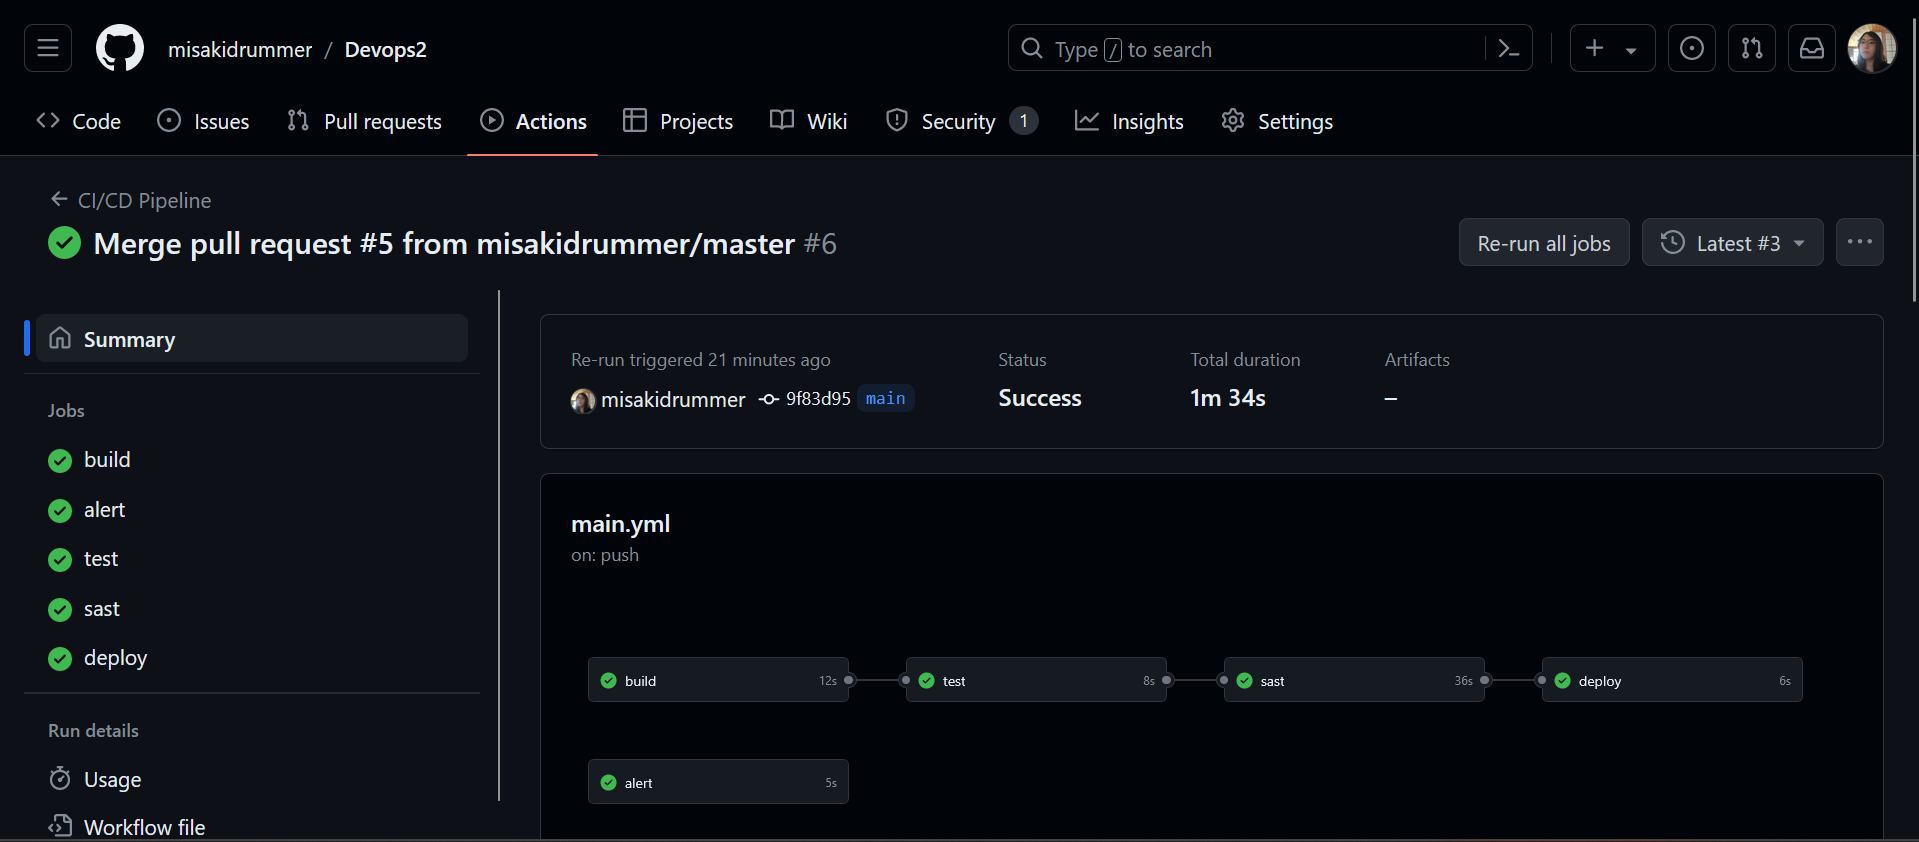 misakidrummer / Devops2
Type / to search
Code
Issues
Pull requests
Actions
Projects
Wiki
Security 1
Insights
Settings
CI/CD Pipeline
Merge pull request #5 from misakidrummer/master #6
Re-run all jobs
Latest #3
Summary
Jobs
build
alert
test
sast
deploy
Run details
Usage
Workflow file
Re-run triggered 21 minutes ago
misakidrummer 9f83d95 main
Status
Success
Total duration
1m 34s
Artifacts
–
main.yml
on: push
build 12s
test 8s
sast 36s
deploy 6s
alert 5s